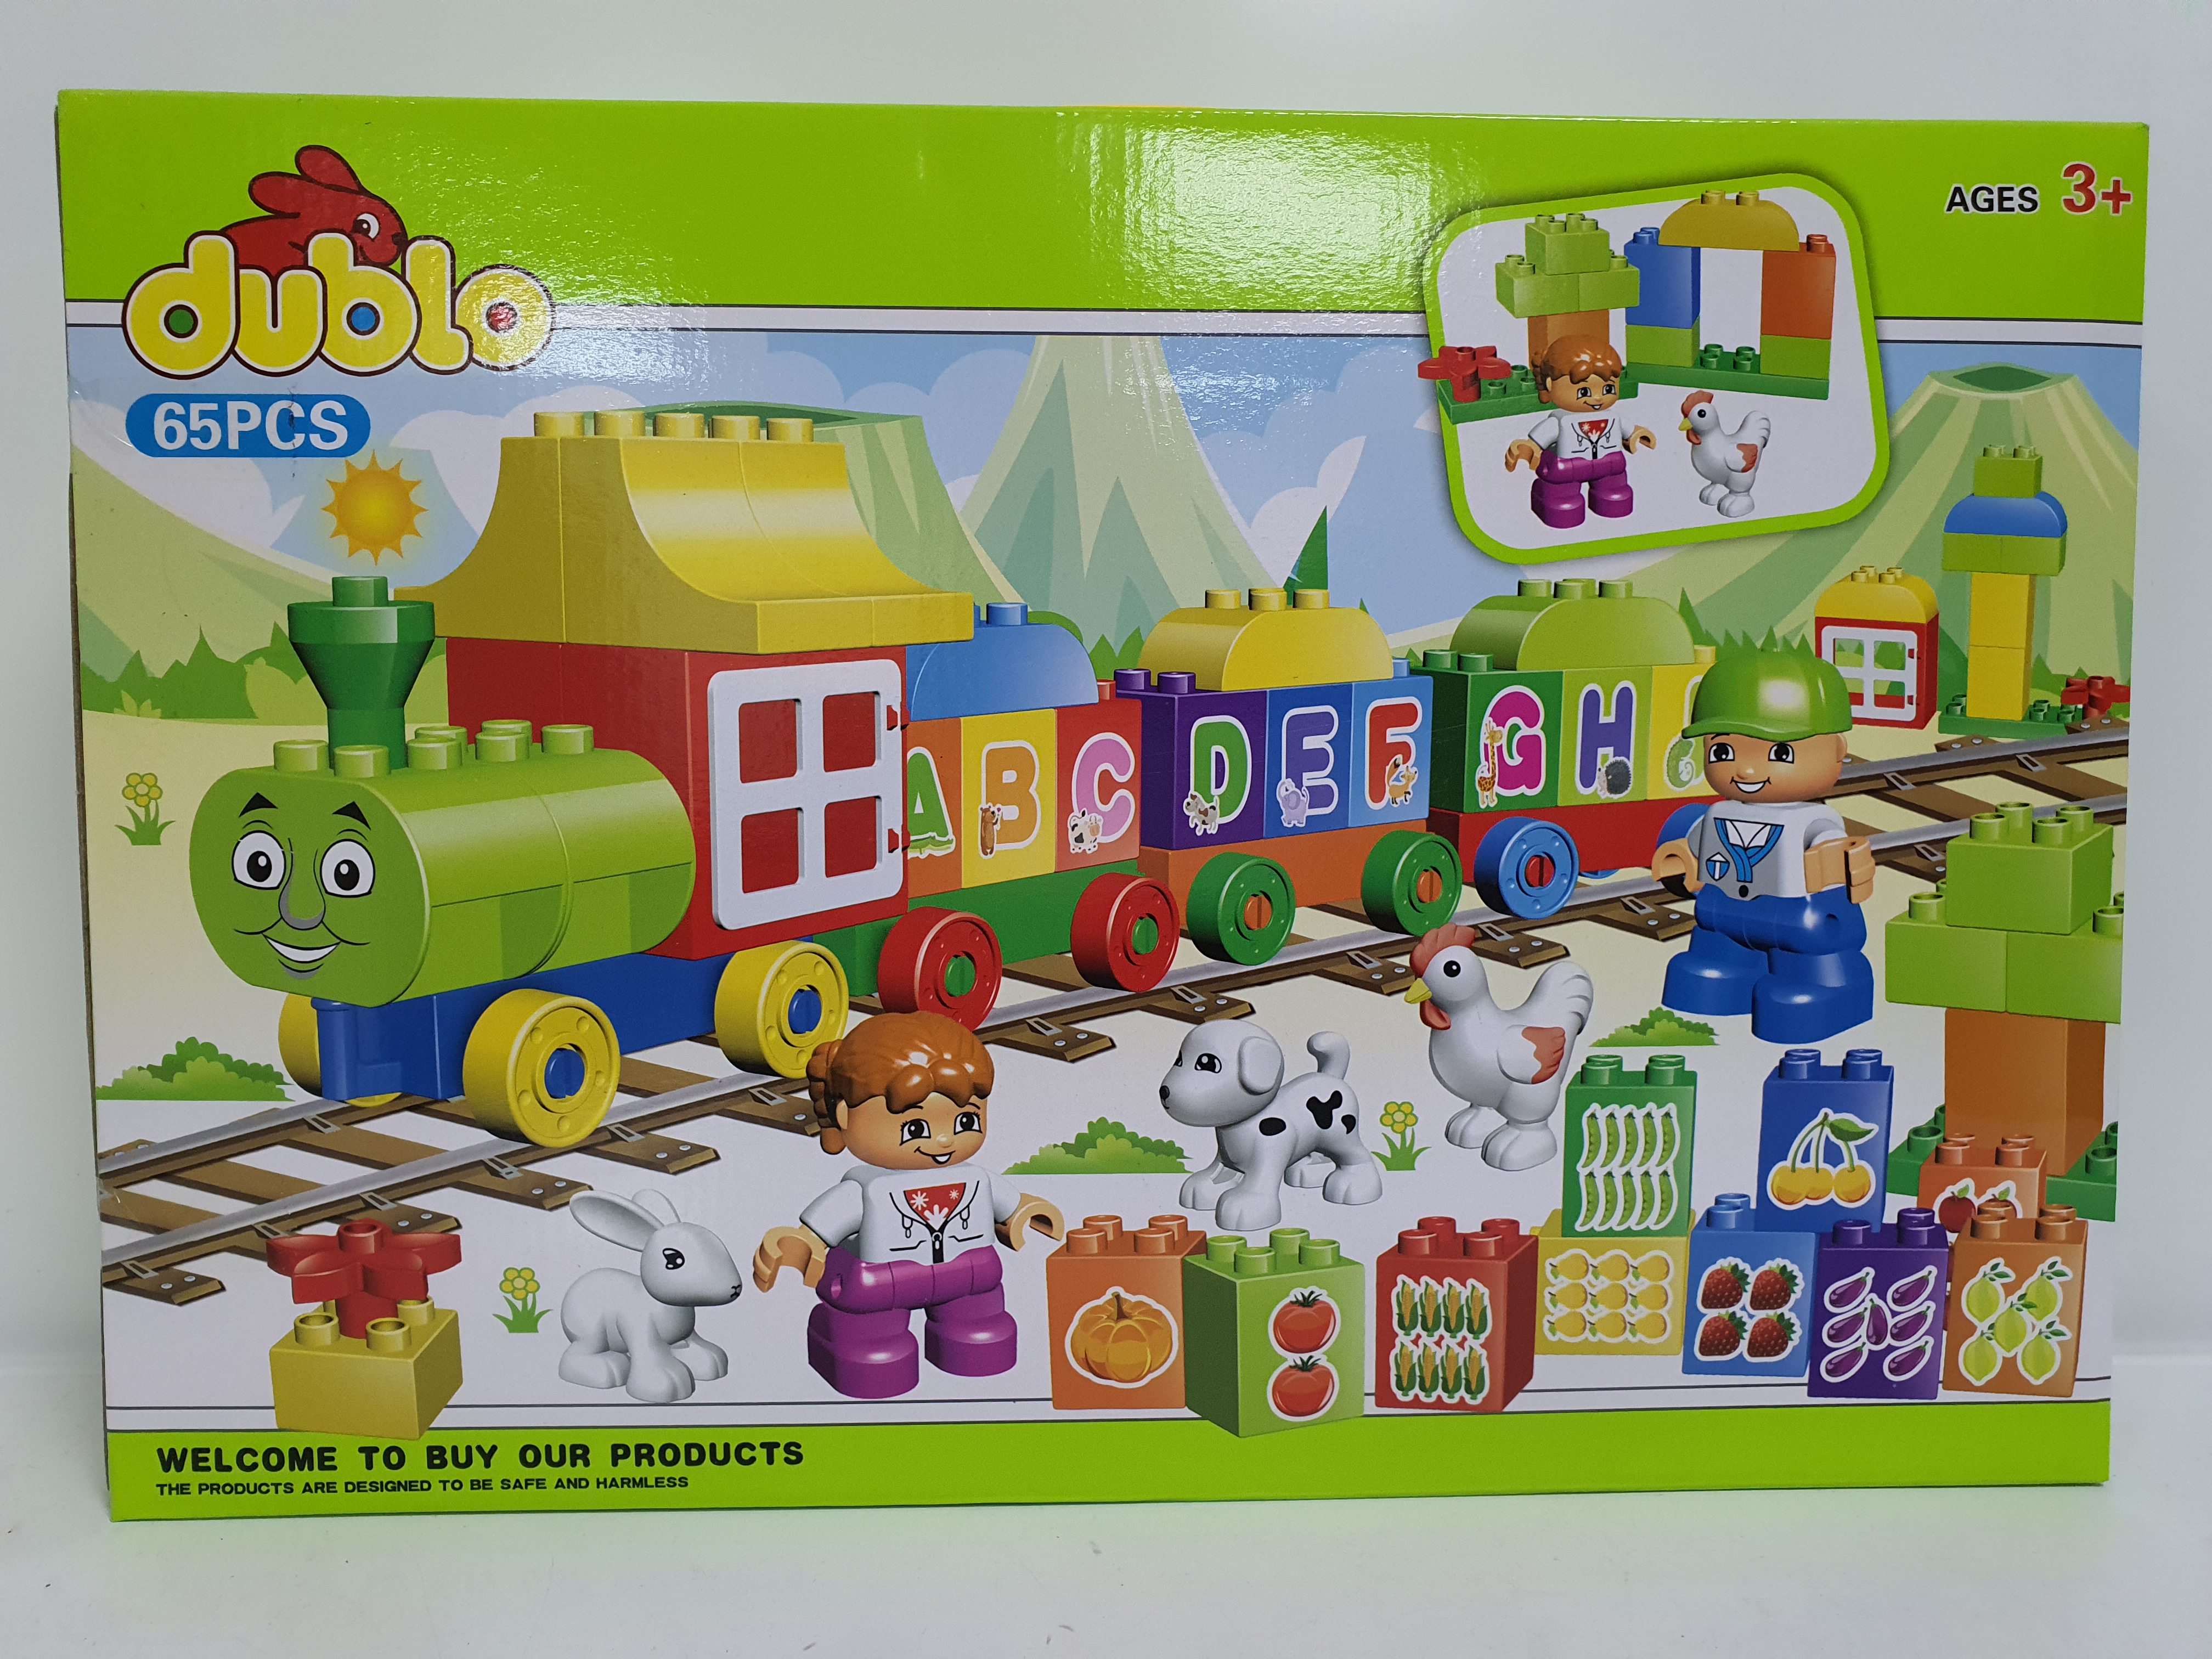 AGES 3+
dublo
65PCS
A B C D E F G H
WELCOME TO BUY OUR PRODUCTS
THE PRODUCTS ARE DESIGNED TO BE SAFE AND HARMLESS